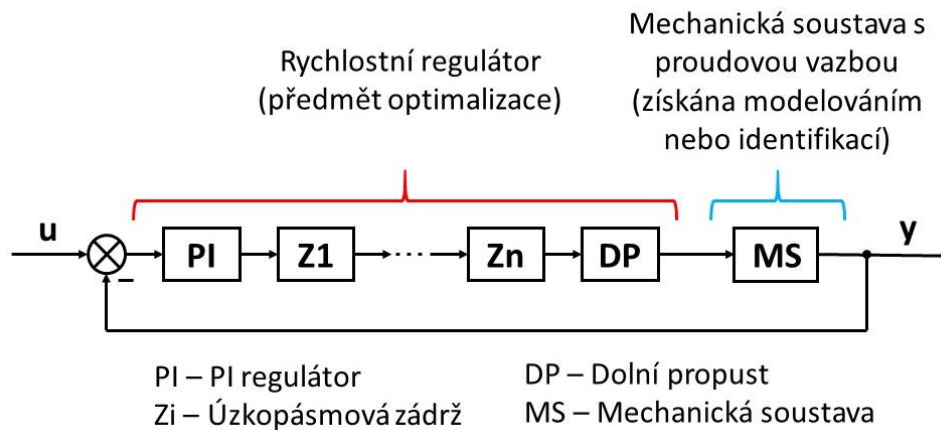 Rychlostní regulátor
(předmět optimalizace)
Mechanická soustava s
proudovou vazbou
(získána modelováním
nebo identifikací)
u
PI
Z1
Zn
DP
MS
y
–
PI – PI regulátor
Zi – Úzkopásmová zádrž
DP – Dolní propust
MS – Mechanická soustava